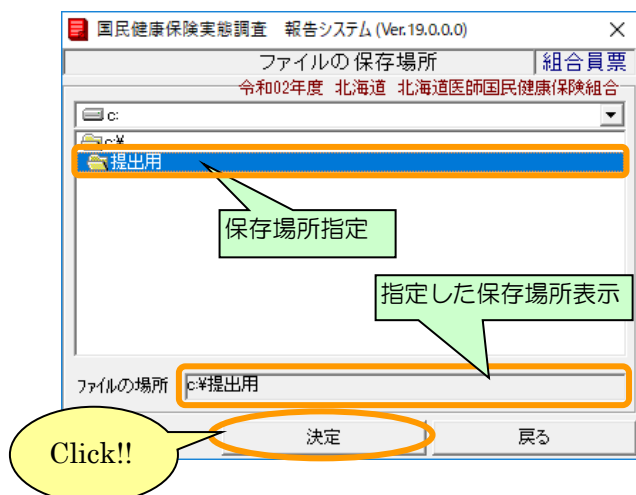 国民健康保険実態調査 報告システム (Ver.19.0.0.0)
ファイルの保存場所 組合員票
令和02年度 北海道 北海道医師国民健康保険組合
c:
c:¥
提出用
保存場所指定
指定した保存場所表示
ファイルの場所 c:¥提出用
決定 戻る
Click!!